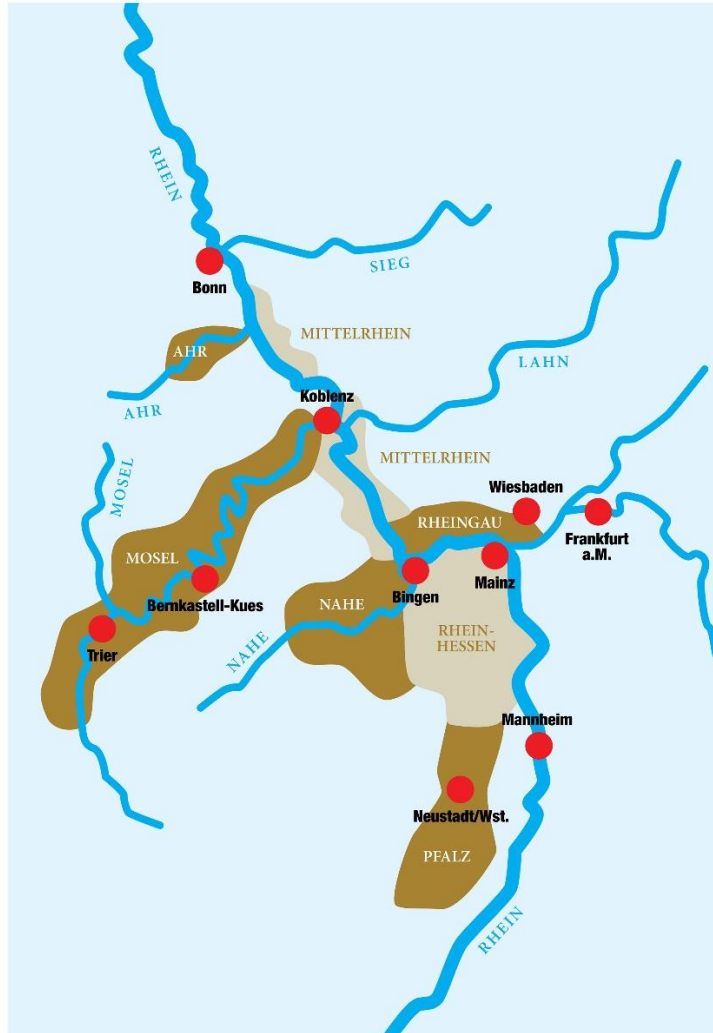 RHEIN
SIEG
Bonn
MITTELRHEIN
AHR
LAHN
AHR
Koblenz
MOSEL
MITTELRHEIN
Wiesbaden
RHEINGAU
Frankfurt
a.M.
MOSEL
Mainz
Bingen
Bernkastell-Kues
NAHE
RHEIN-
HESSEN
NAHE
Trier
Mannheim
Neustadt/Wst.
PFALZ
RHEIN